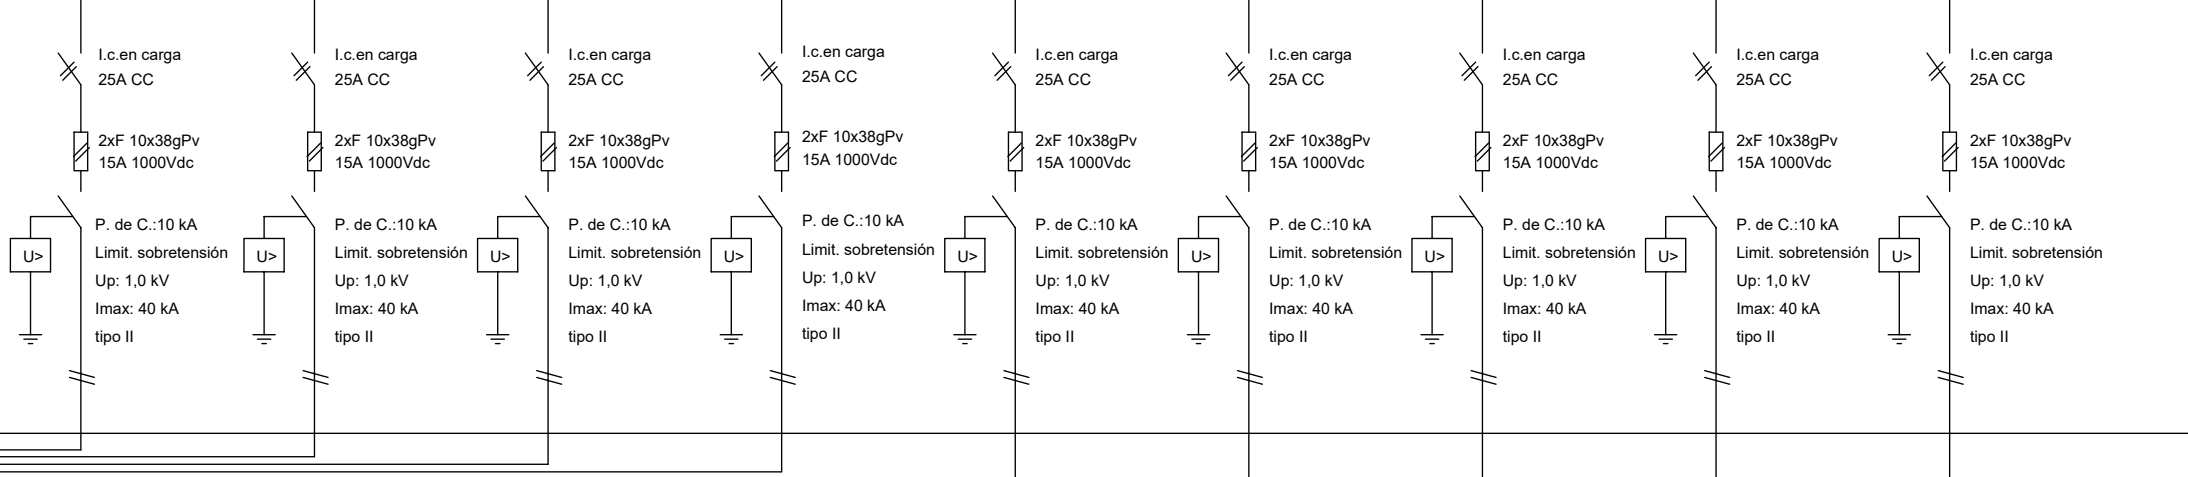 I.c.en carga
25A CC
2xF 10x38gPv
15A 1000Vdc
U>
P. de C.:10 kA
Limit. sobretensión
Up: 1,0 kV
Imax: 40 kA
tipo II
I.c.en carga
25A CC
2xF 10x38gPv
15A 1000Vdc
U>
P. de C.:10 kA
Limit. sobretensión
Up: 1,0 kV
Imax: 40 kA
tipo II
I.c.en carga
25A CC
2xF 10x38gPv
15A 1000Vdc
U>
P. de C.:10 kA
Limit. sobretensión
Up: 1,0 kV
Imax: 40 kA
tipo II
I.c.en carga
25A CC
2xF 10x38gPv
15A 1000Vdc
U>
P. de C.:10 kA
Limit. sobretensión
Up: 1,0 kV
Imax: 40 kA
tipo II
I.c.en carga
25A CC
2xF 10x38gPv
15A 1000Vdc
U>
P. de C.:10 kA
Limit. sobretensión
Up: 1,0 kV
Imax: 40 kA
tipo II
I.c.en carga
25A CC
2xF 10x38gPv
15A 1000Vdc
U>
P. de C.:10 kA
Limit. sobretensión
Up: 1,0 kV
Imax: 40 kA
tipo II
I.c.en carga
25A CC
2xF 10x38gPv
15A 1000Vdc
U>
P. de C.:10 kA
Limit. sobretensión
Up: 1,0 kV
Imax: 40 kA
tipo II
I.c.en carga
25A CC
2xF 10x38gPv
15A 1000Vdc
U>
P. de C.:10 kA
Limit. sobretensión
Up: 1,0 kV
Imax: 40 kA
tipo II
I.c.en carga
25A CC
2xF 10x38gPv
15A 1000Vdc
U>
P. de C.:10 kA
Limit. sobretensión
Up: 1,0 kV
Imax: 40 kA
tipo II